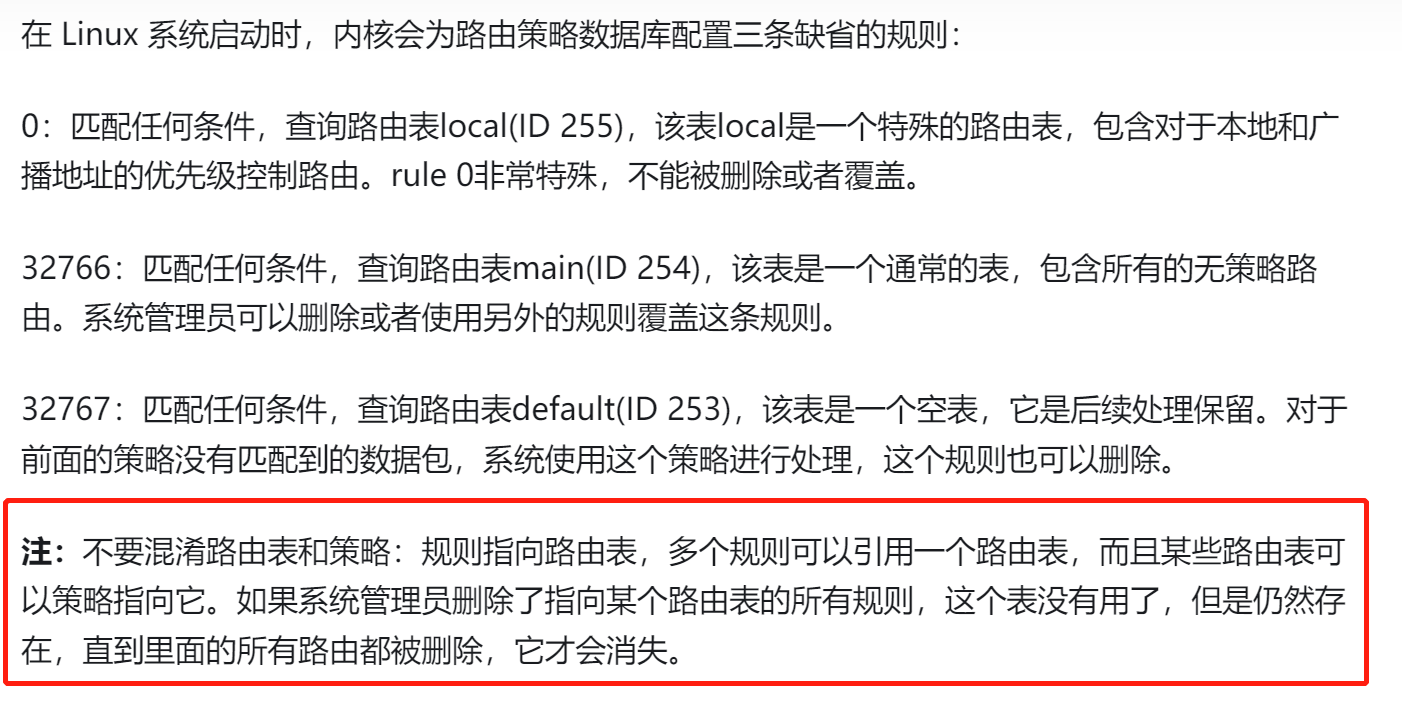 在 Linux 系统启动时，内核会为路由策略数据库配置三条缺省的规则：
0：匹配任何条件，查询路由表local(ID 255)，该表local是一个特殊的路由表，包含对于本地和广
播地址的优先级控制路由。rule 0非常特殊，不能被删除或者覆盖。
32766：匹配任何条件，查询路由表main(ID 254)，该表是一个通常的表，包含所有的无策略路
由。系统管理员可以删除或者使用另外的规则覆盖这条规则。
32767：匹配任何条件，查询路由表default(ID 253)，该表是一个空表，它是后续处理保留。对于
前面的策略没有匹配到的数据包，系统使用这个策略进行处理，这个规则也可以删除。
注：不要混淆路由表和策略：规则指向路由表，多个规则可以引用一个路由表，而且某些路由表可
以策略指向它。如果系统管理员删除了指向某个路由表的所有规则，这个表没有用了，但是仍然存
在，直到里面的所有路由都被删除，它才会消失。